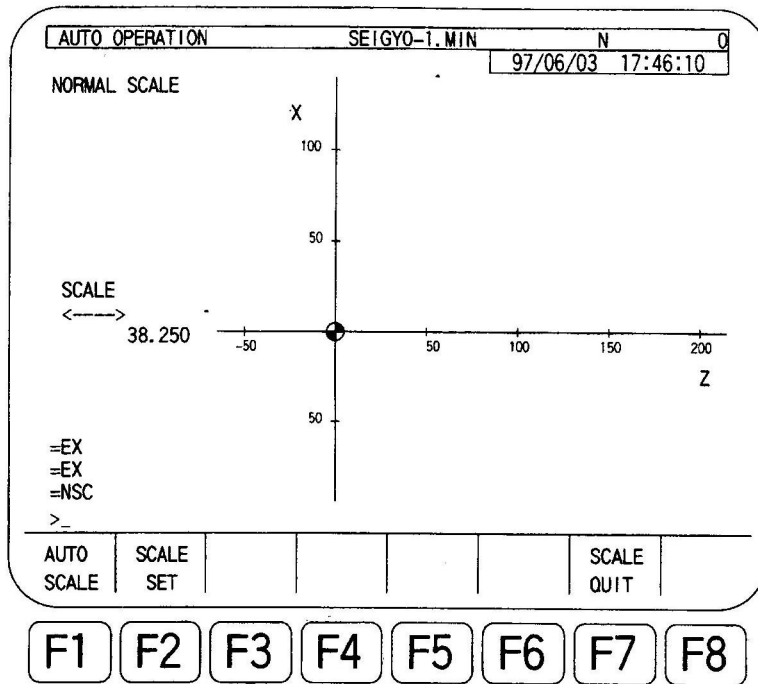 AUTO OPERATION SEIGYO-1.MIN N 0
97/06/03 17:46:10
NORMAL SCALE
X
100
50
SCALE
<---->
38.250
-50 50 100 150 200
Z
50
=EX
=EX
=NSC
>_
AUTO SCALE SCALE
SCALE SET QUIT
F1 F2 F3 F4 F5 F6 F7 F8